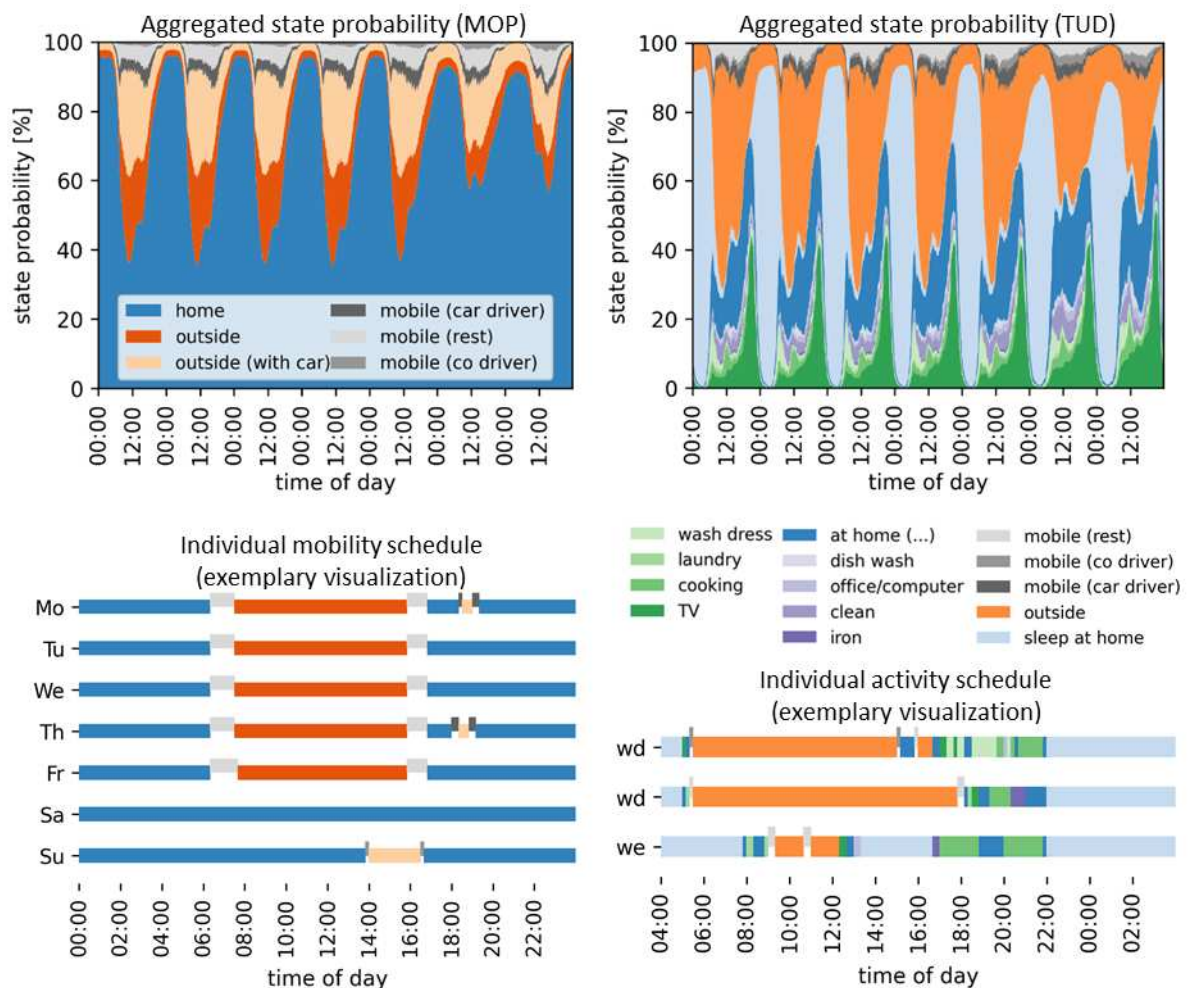 Aggregated state probability (MOP)
100
80
60
40
20
0
state probability [%]
home
outside
outside (with car)
mobile (car driver)
mobile (rest)
mobile (co driver)
00:00
12:00
00:00
12:00
00:00
12:00
00:00
12:00
00:00
12:00
00:00
12:00
00:00
12:00
time of day
Aggregated state probability (TUD)
100
80
60
40
20
0
state probability [%]
00:00
12:00
00:00
12:00
00:00
12:00
00:00
12:00
00:00
12:00
00:00
12:00
00:00
12:00
time of day
Individual mobility schedule
(exemplary visualization)
Mo
Tu
We
Th
Fr
Sa
Su
00:00
02:00
04:00
06:00
08:00
10:00
12:00
14:00
16:00
18:00
20:00
22:00
time of day
wash dress
laundry
cooking
TV
at home (...)
dish wash
office/computer
clean
iron
mobile (rest)
mobile (co driver)
mobile (car driver)
outside
sleep at home
Individual activity schedule
(exemplary visualization)
wd
wd
we
04:00
06:00
08:00
10:00
12:00
14:00
16:00
18:00
20:00
22:00
00:00
02:00
time of day